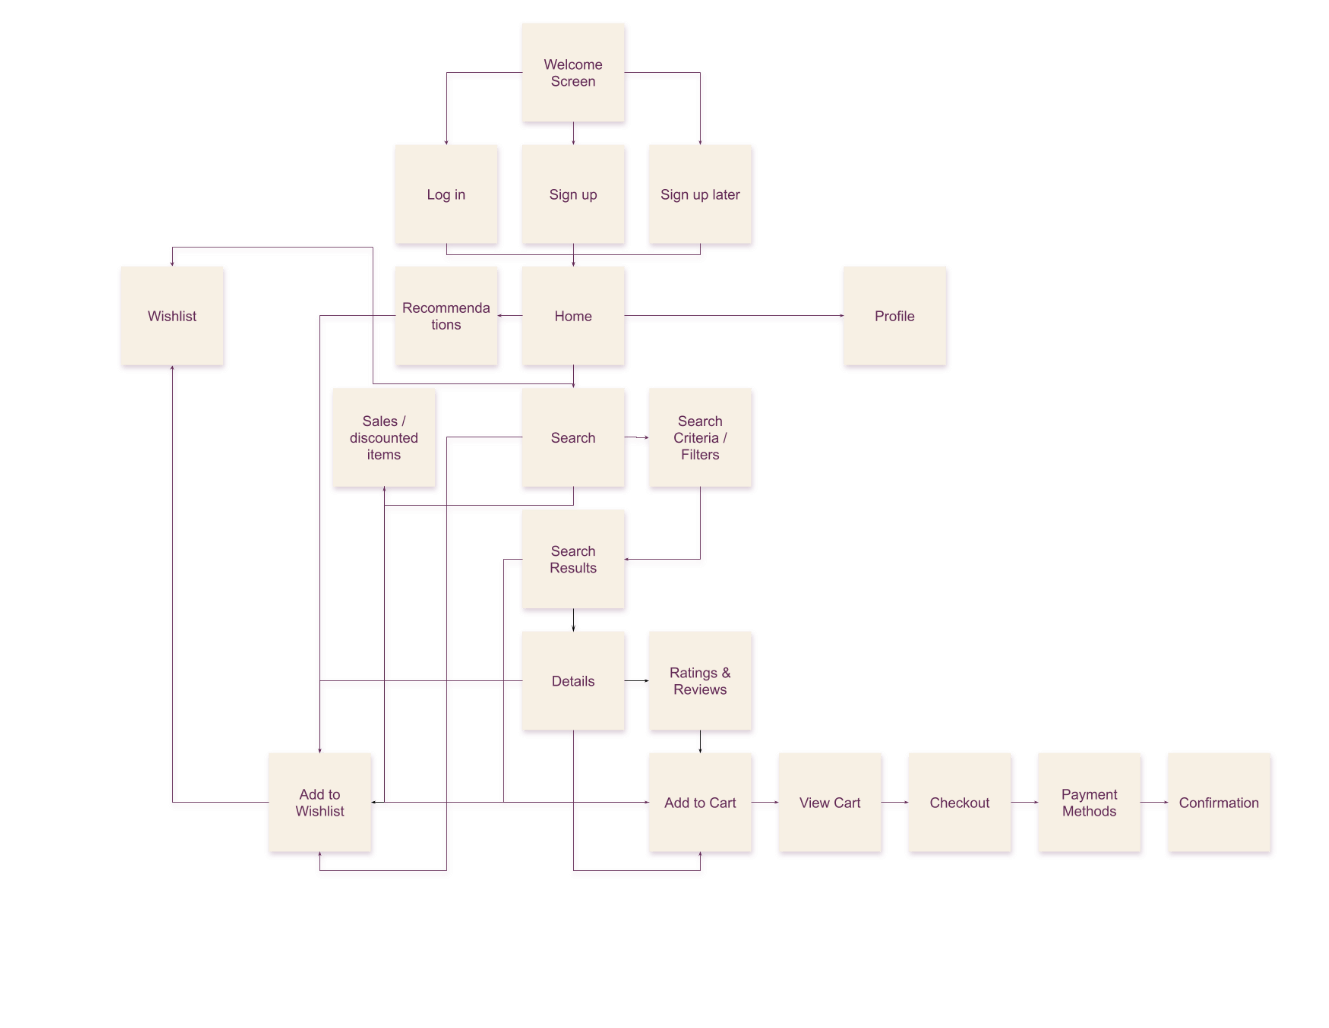 Welcome
Screen
Log in
Sign up
Sign up later
Wishlist
Recommenda
tions
Home
Profile
Sales /
discounted
items
Search
Search
Criteria /
Filters
Search
Results
Details
Ratings &
Reviews
Add to
Wishlist
Add to Cart
View Cart
Checkout
Payment
Methods
Confirmation